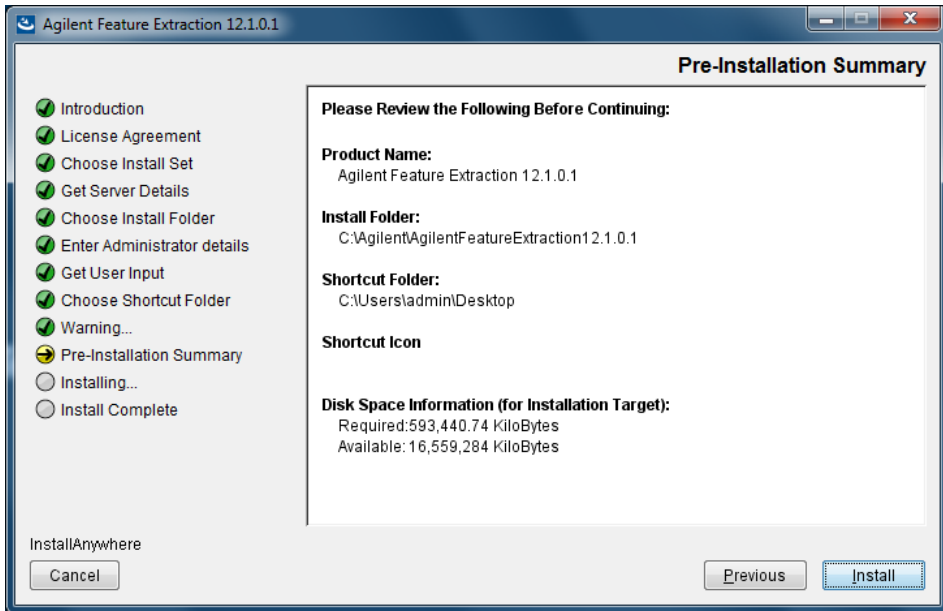 Agilent Feature Extraction 12.1.0.1
Pre-Installation Summary
Introduction
License Agreement
Choose Install Set
Get Server Details
Choose Install Folder
Enter Administrator details
Get User Input
Choose Shortcut Folder
Warning...
Pre-Installation Summary
Installing...
Install Complete
Please Review the Following Before Continuing:
Product Name:
Agilent Feature Extraction 12.1.0.1
Install Folder:
C:\Agilent\AgilentFeatureExtraction12.1.0.1
Shortcut Folder:
C:\Users\admin\Desktop
Shortcut Icon
Disk Space Information (for Installation Target):
Required:593,440.74 KiloBytes
Available: 16,559,284 KiloBytes
InstallAnywhere
Cancel
Previous
Install